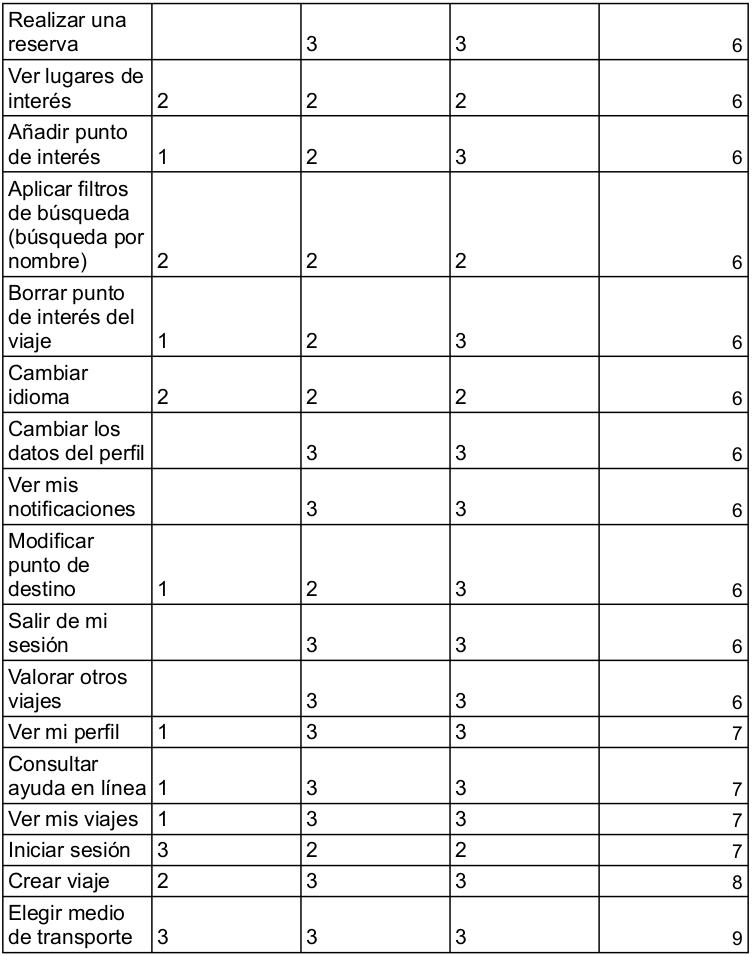 Realizar una
reserva 3 3 6
Ver lugares de
interés 2 2 2 6
Añadir punto
de interés 1 2 3 6
Aplicar filtros
de búsqueda
(búsqueda por
nombre) 2 2 2 6
Borrar punto
de interés del
viaje 1 2 3 6
Cambiar
idioma 2 2 2 6
Cambiar los
datos del perfil 3 3 6
Ver mis
notificaciones 3 3 6
Modificar
punto de
destino 1 2 3 6
Salir de mi
sesión 3 3 6
Valorar otros
viajes 3 3 6
Ver mi perfil 1 3 3 7
Consultar
ayuda en línea 1 3 3 7
Ver mis viajes 1 3 3 7
Iniciar sesión 3 2 2 7
Crear viaje 2 3 3 8
Elegir medio
de transporte 3 3 3 9